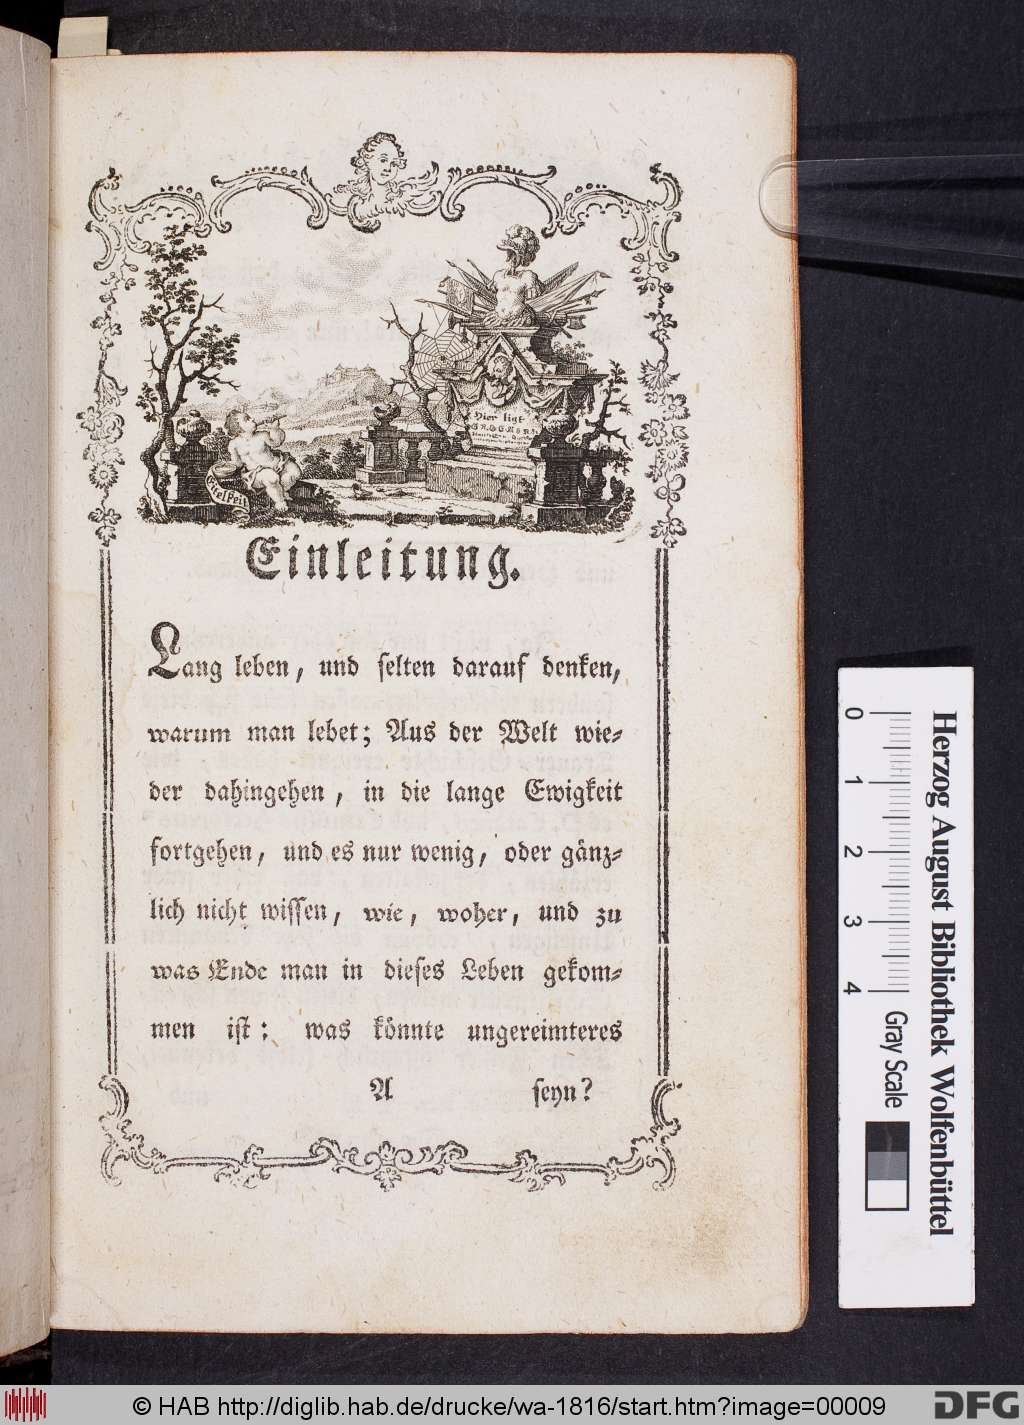 Hier ligt
Eitelkeit
Einleitung.
Lang leben, und selten darauf denken,
warum man lebet; Aus der Welt wie-
der dahingehen, in die lange Ewigkeit
fortgehen, und es nur wenig, oder gänz-
lich nicht wissen, wie, woher, und zu
was Ende man in dieses Leben gekom-
men ist: was könnte ungereimteres
A seyn?
0 1 2 3 4 Gray Scale
Herzog August Bibliothek Wolfenbüttel
© HAB http://diglib.hab.de/drucke/wa-1816/start.htm?image=00009
DFG